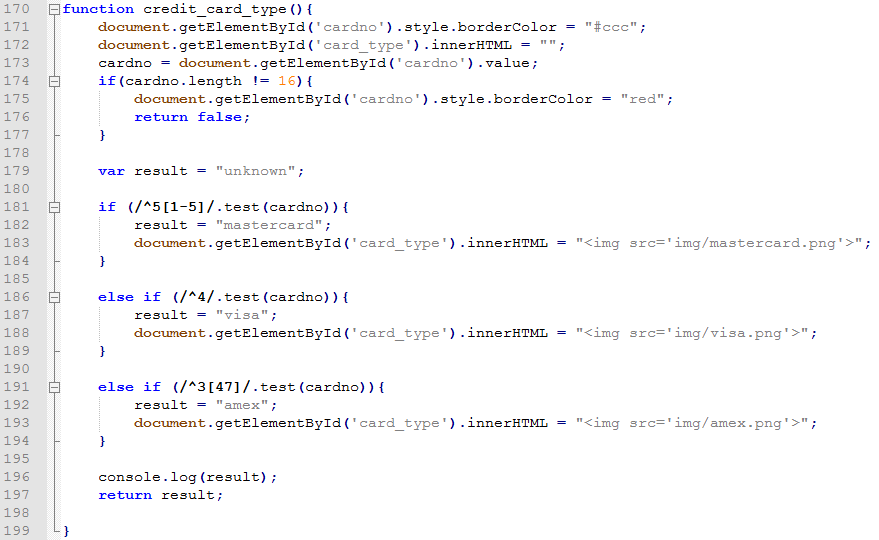 170 function credit_card_type(){
171     document.getElementById('cardno').style.borderColor = "#ccc";
172     document.getElementById('card_type').innerHTML = "";
173     cardno = document.getElementById('cardno').value;
174     if(cardno.length != 16){
175         document.getElementById('cardno').style.borderColor = "red";
176         return false;
177     }
178
179     var result = "unknown";
180
181     if (/^5[1-5]/.test(cardno)){
182         result = "mastercard";
183         document.getElementById('card_type').innerHTML = "<img src='img/mastercard.png'>";
184     }
185
186     else if (/^4/.test(cardno)){
187         result = "visa";
188         document.getElementById('card_type').innerHTML = "<img src='img/visa.png'>";
189     }
190
191     else if (/^3[47]/.test(cardno)){
192         result = "amex";
193         document.getElementById('card_type').innerHTML = "<img src='img/amex.png'>";
194     }
195
196     console.log(result);
197     return result;
198
199 }